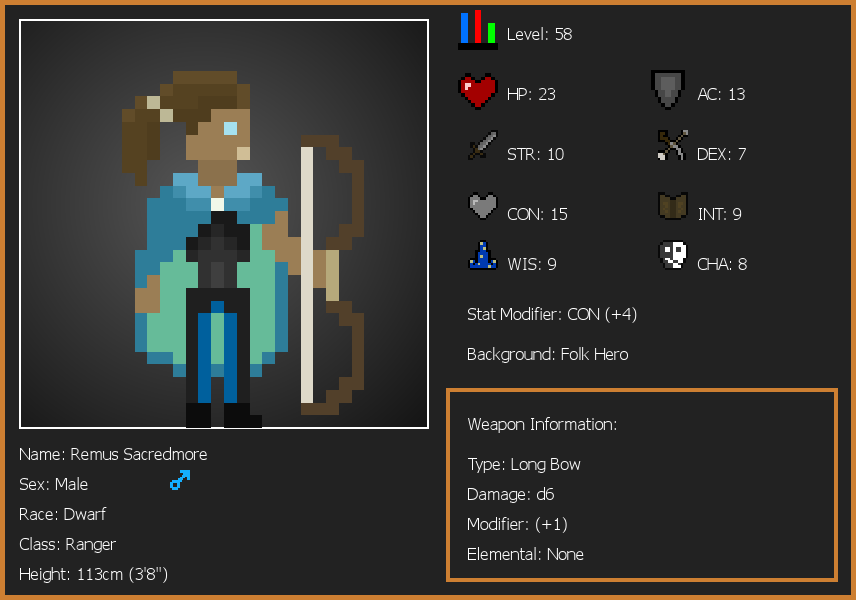 Level: 58
HP: 23
AC: 13
STR: 10
DEX: 7
CON: 15
INT: 9
WIS: 9
CHA: 8
Stat Modifier: CON (+4)
Background: Folk Hero
Weapon Information:
Type: Long Bow
Damage: d6
Modifier: (+1)
Elemental: None
Name: Remus Sacredmore
Sex: Male
Race: Dwarf
Class: Ranger
Height: 113cm (3'8")